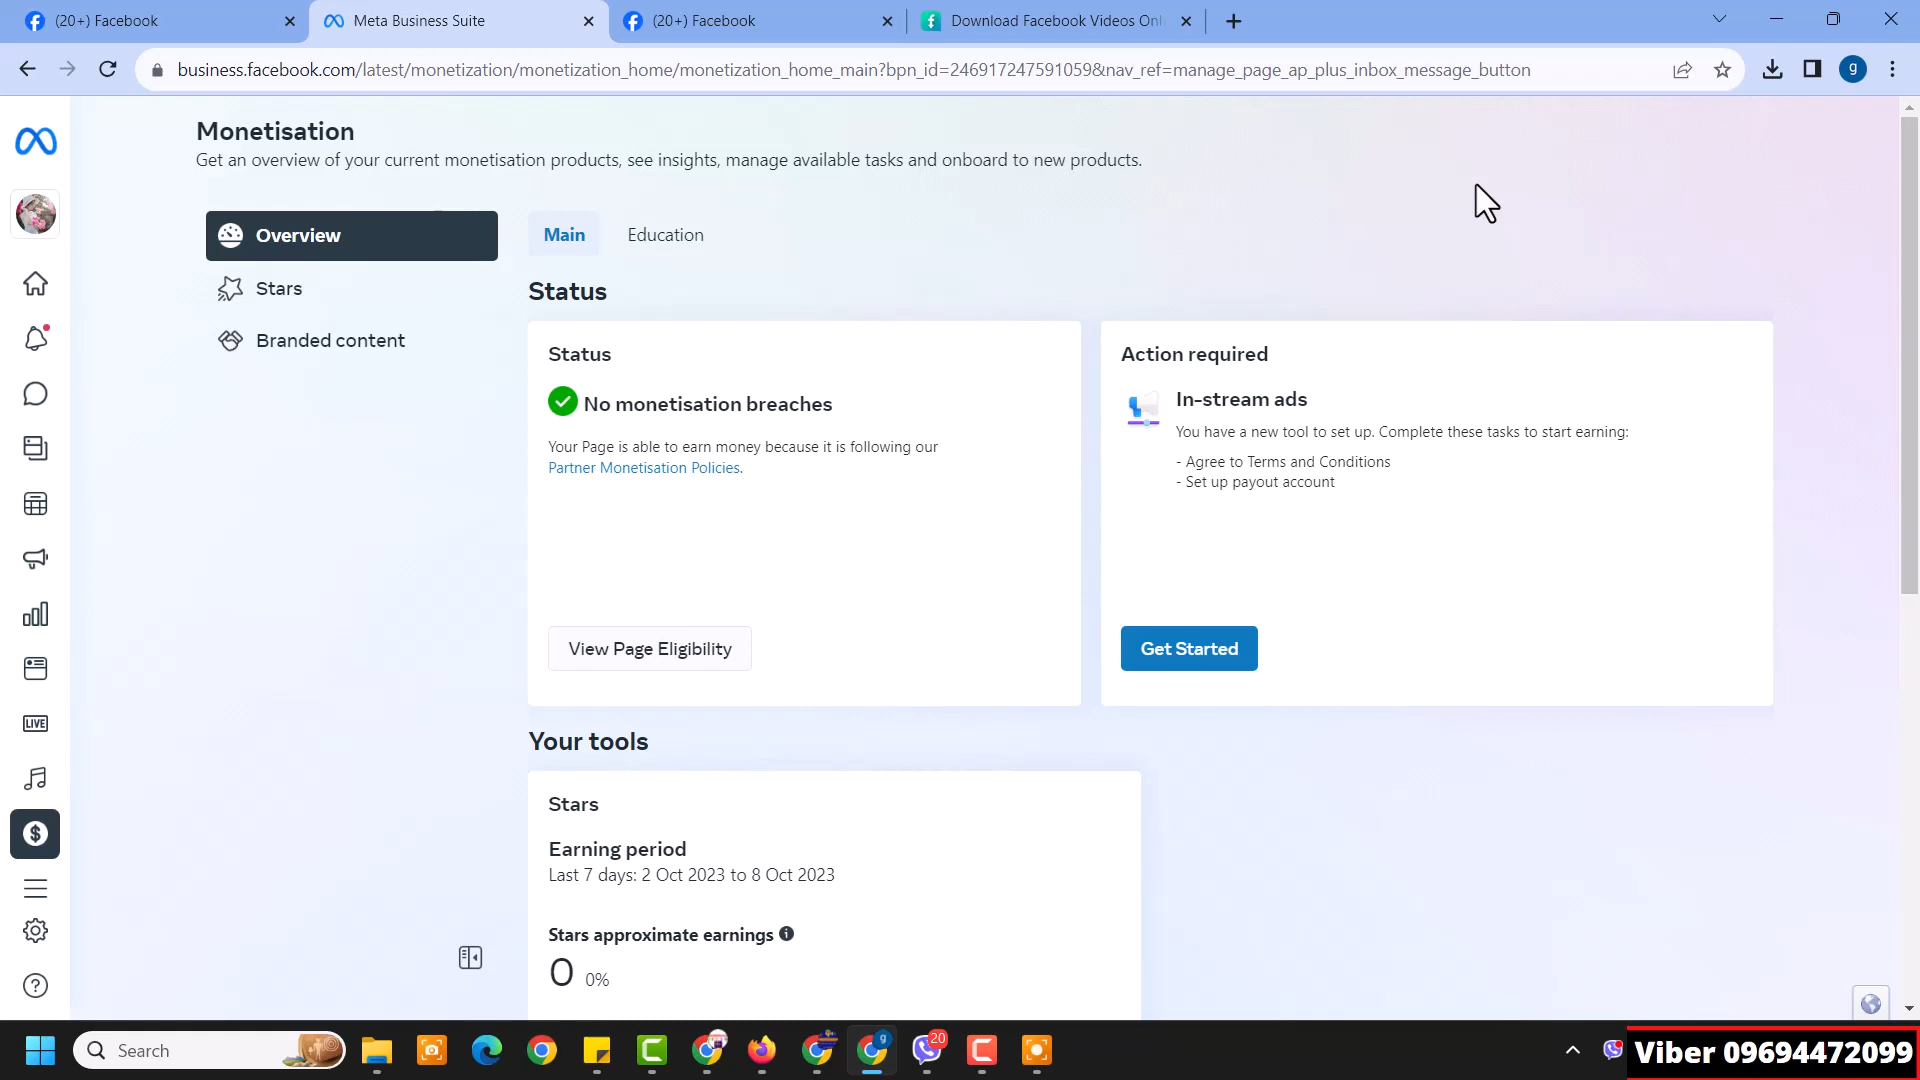 (20+) Facebook
Meta Business Suite
(20+) Facebook
Download Facebook Videos Onl
business.facebook.com/latest/monetization/monetization_home/monetization_home_main?bpn_id=246917247591059&nav_ref=manage_page_ap_plus_inbox_message_button
g
Monetisation
Get an overview of your current monetisation products, see insights, manage available tasks and onboard to new products.
Overview
Stars
Branded content
Main
Education
Status
Status
No monetisation breaches
Your Page is able to earn money because it is following our
Partner Monetisation Policies.
View Page Eligibility
Action required
In-stream ads
You have a new tool to set up. Complete these tasks to start earning:
- Agree to Terms and Conditions
- Set up payout account
Get Started
Your tools
Stars
Earning period
Last 7 days: 2 Oct 2023 to 8 Oct 2023
Stars approximate earnings
0 0%
LIVE
Search
g
20
Viber 09694472099